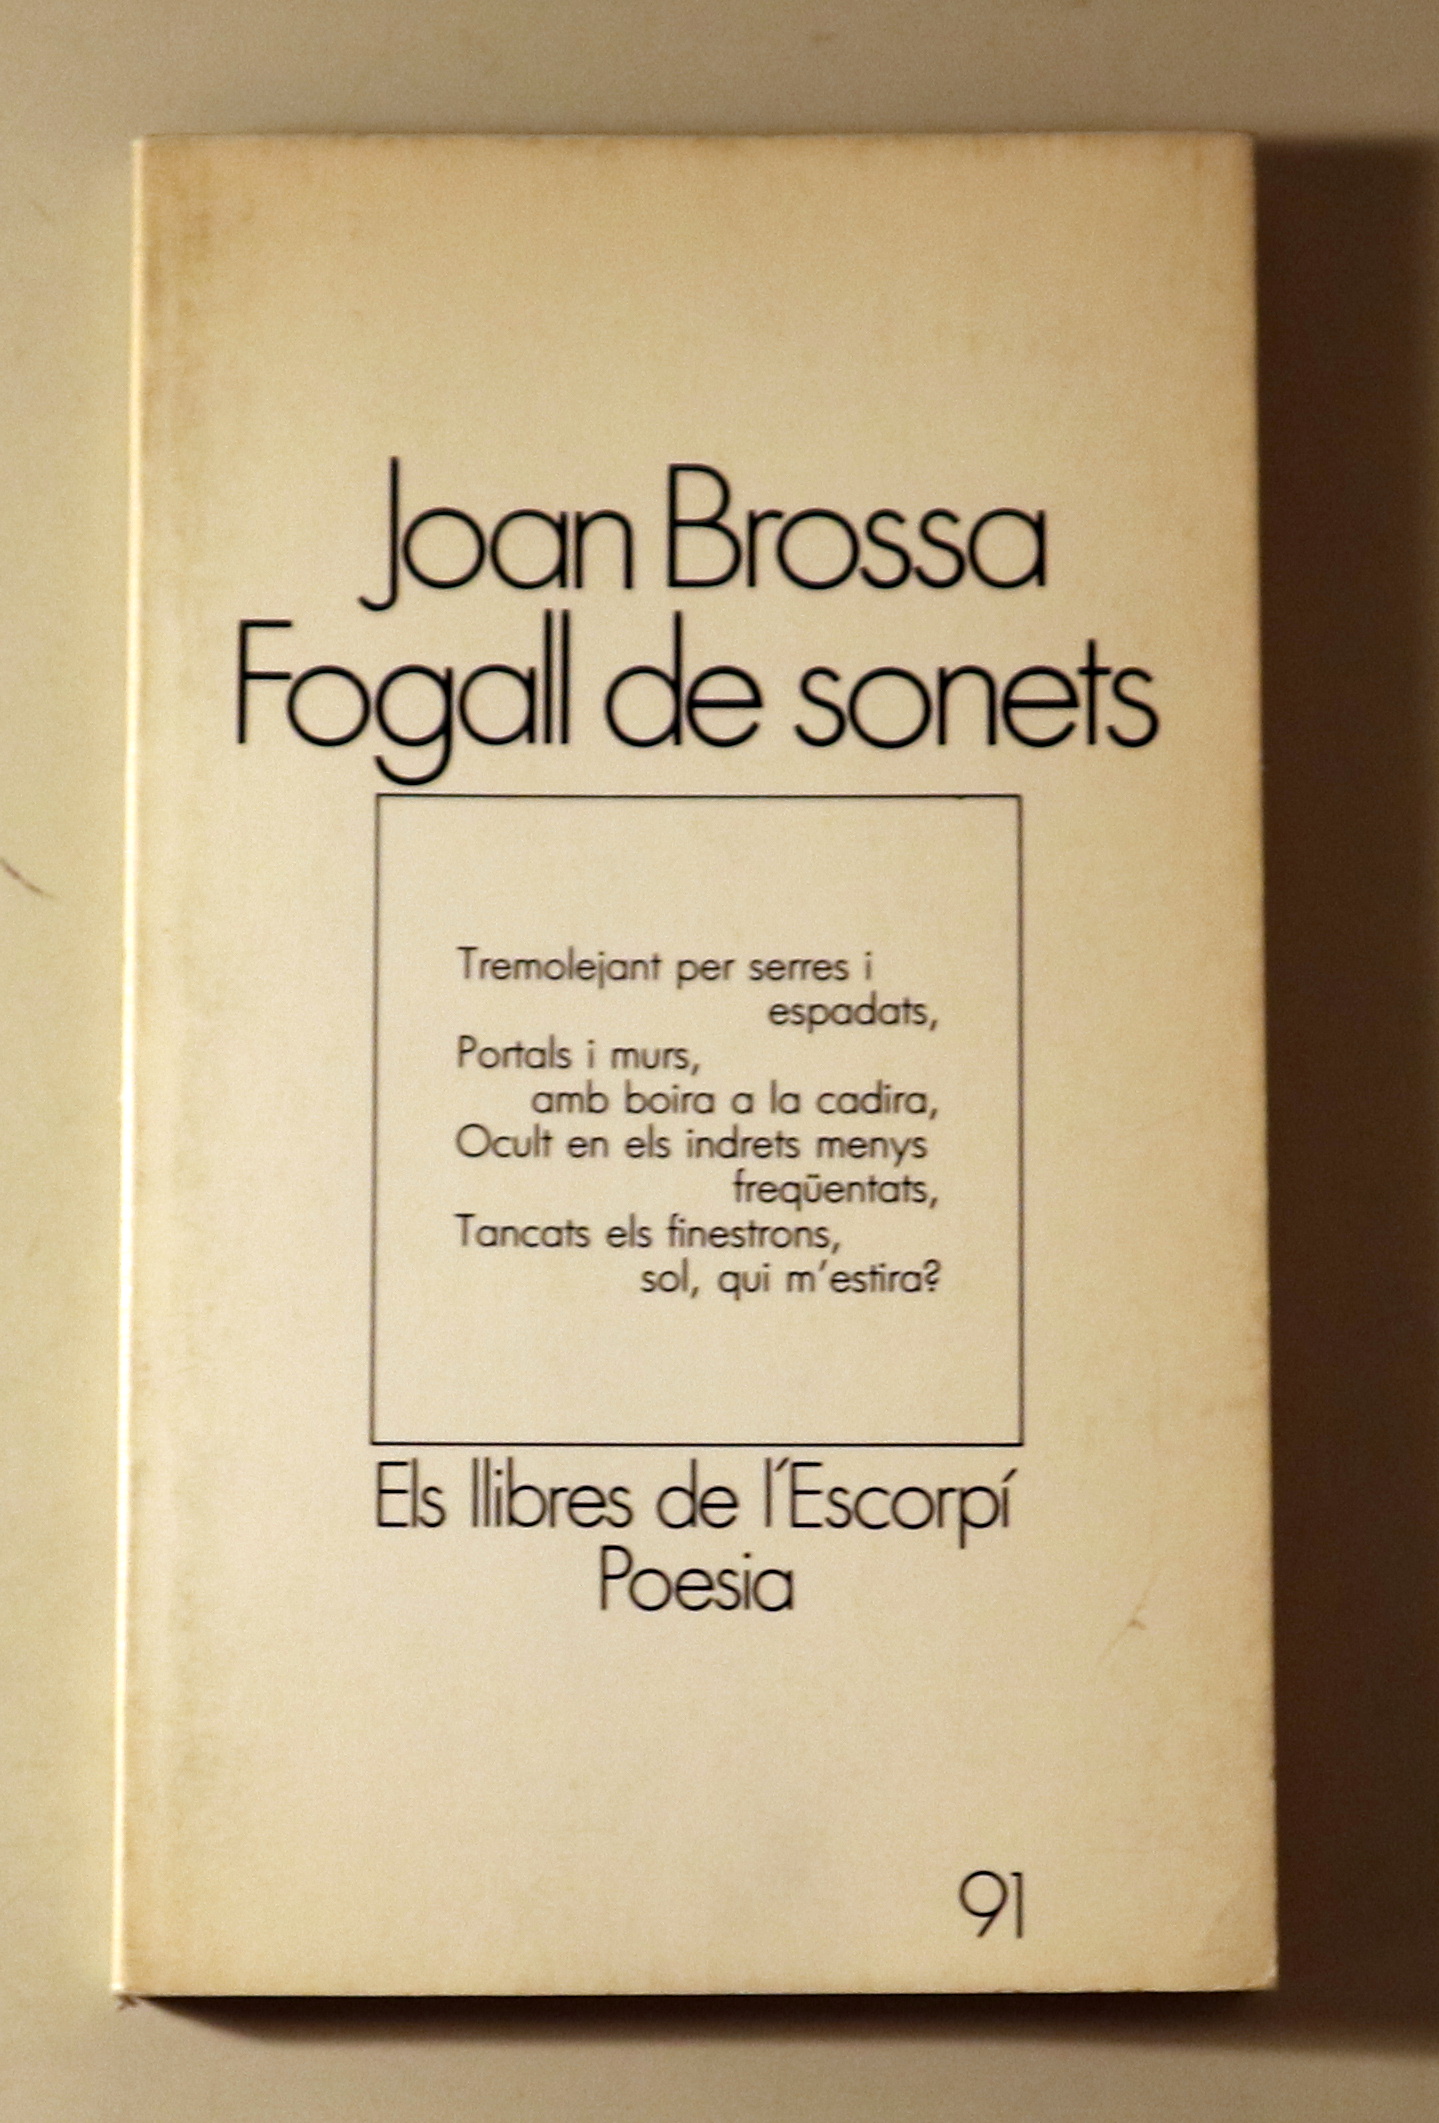 Joan Brossa
Fogall de sonets
Tremolejant per serres i
espadats,
Portals i murs,
amb boira a la cadira,
Ocult en els indrets menys
freqüentats,
Tancats els finestrons,
sol, qui m'estira?
Els llibres de l'Escorpí
Poesia
91